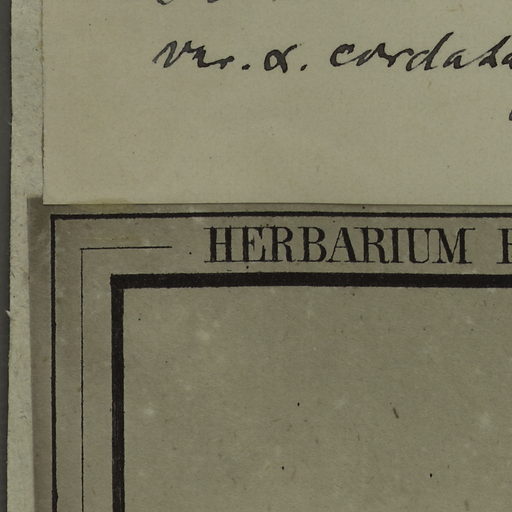 var. α. cordata
HERBARIUM